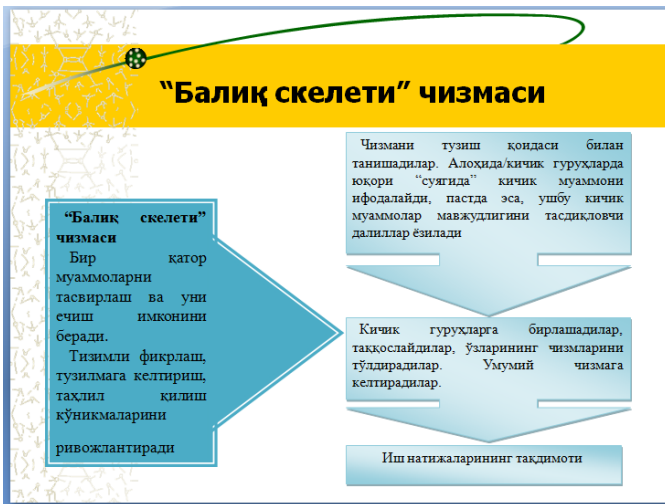 “Балиқ скелети” чизмаси
“Балиқ скелети”
чизмаси
Бир қатор
муаммоларни
тасвирлаш ва уни
ечиш имконини
беради.
Тизимли фикрлаш,
тузилмага келтириш,
таҳлил қилиш
кўникмаларини
ривожлантиради
Чизмани тузиш қоидаси билан
танишадилар. Алоҳида/кичик гуруҳларда
юқори “суягида” кичик муаммони
ифодалайди, пастда эса, ушбу кичик
муаммолар мавжудлигини тасдиқловчи
далиллар ёзилади
Кичик гуруҳларга бирлашадилар,
таққослайдилар, ўзларининг чизмларини
тўлдирадилар. Умумий чизмага
келтирадилар.
Иш натижаларининг тақдимоти